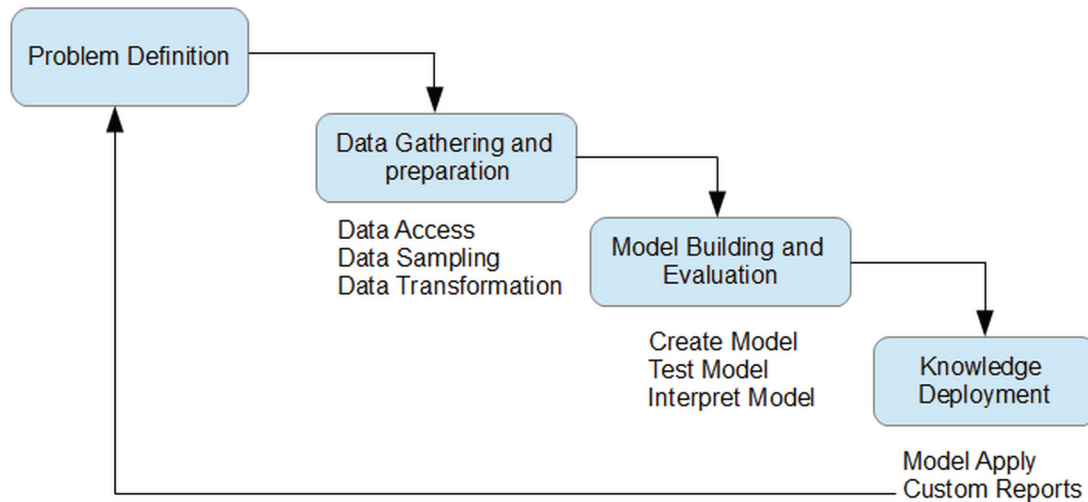 Problem Definition
Data Gathering and
preparation
Data Access
Data Sampling
Data Transformation
Model Building and
Evaluation
Create Model
Test Model
Interpret Model
Knowledge
Deployment
Model Apply
Custom Reports